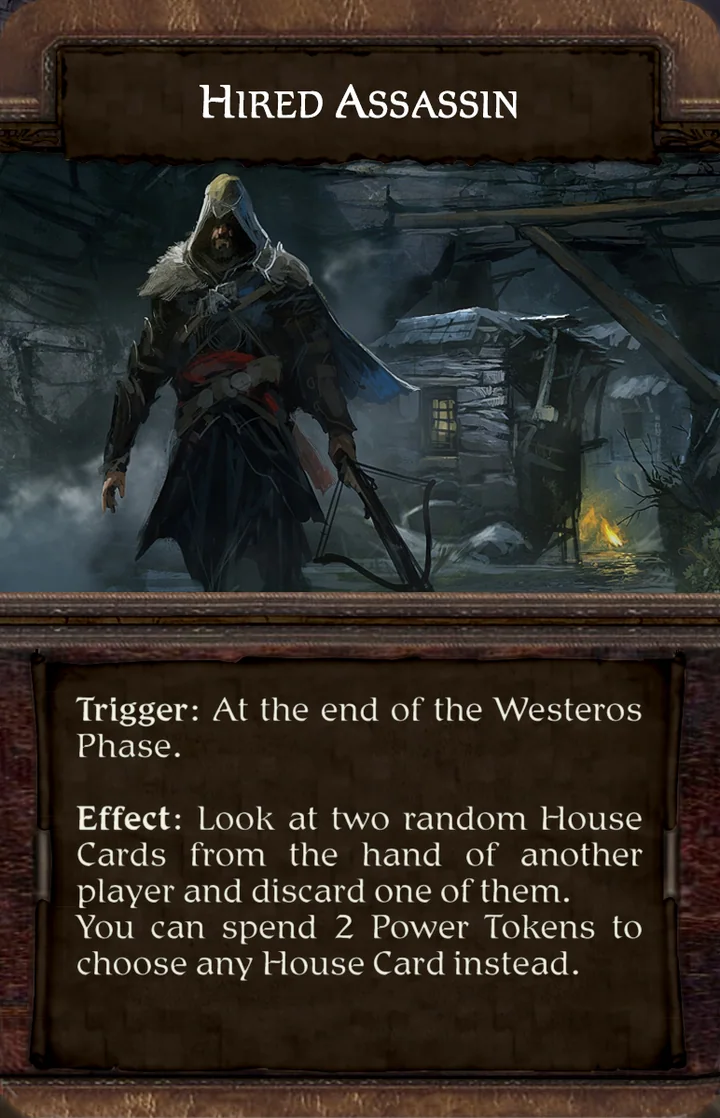 Hired Assassin
Trigger: At the end of the Westeros
Phase.
Effect: Look at two random House
Cards from the hand of another
player and discard one of them.
You can spend 2 Power Tokens to
choose any House Card instead.